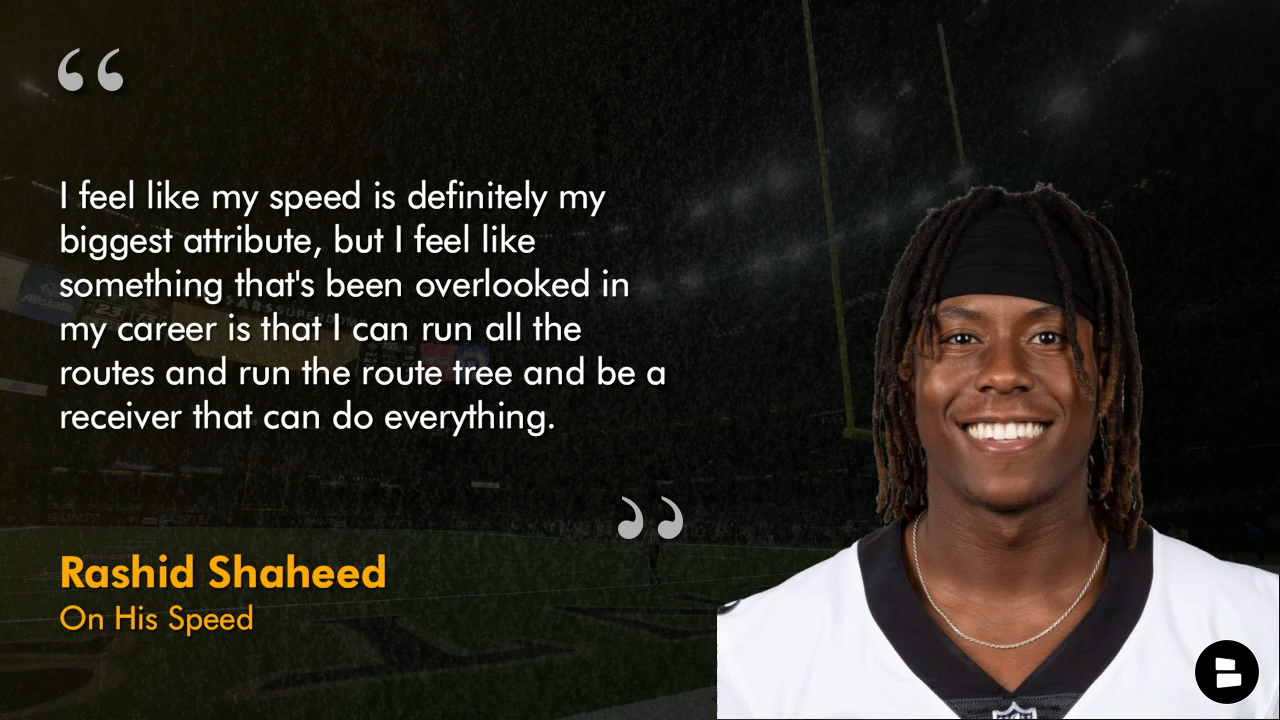 “
I feel like my speed is definitely my
biggest attribute, but I feel like
something that's been overlooked in
my career is that I can run all the
routes and run the route tree and be a
receiver that can do everything.
”
Rashid Shaheed
On His Speed
NFL